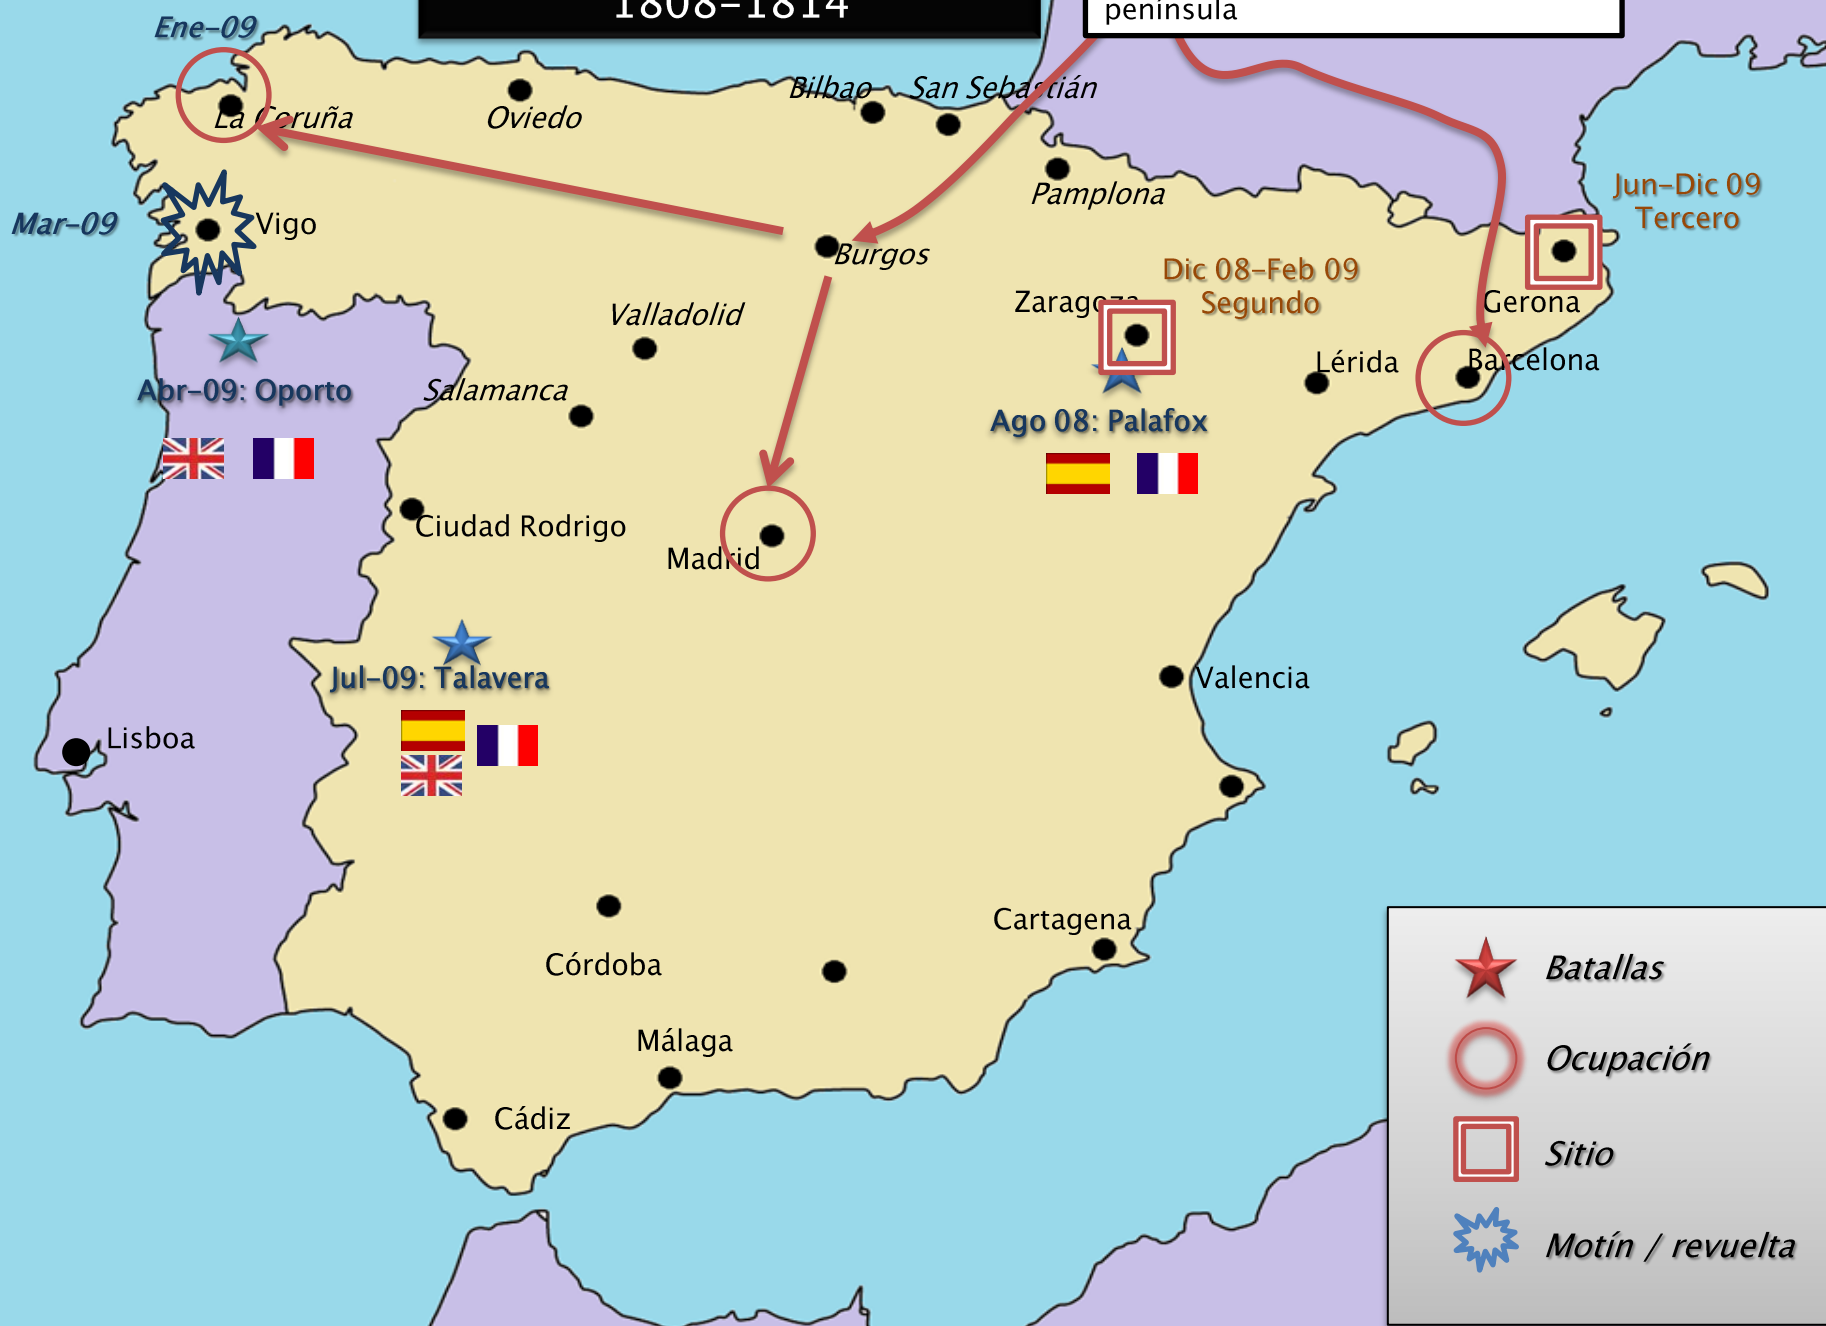 1808-1814
península
Ene-09
Bilbao
San Sebastián
La Coruña
Oviedo
Jun-Dic 09
Tercero
Pamplona
Mar-09
Vigo
Burgos
Dic 08-Feb 09
Segundo
Zaragoza
Gerona
Valladolid
Barcelona
Lérida
Abr-09: Oporto
Salamanca
Ago 08: Palafox
Ciudad Rodrigo
Madrid
Jul-09: Talavera
Valencia
Lisboa
Cartagena
Córdoba
Málaga
Cádiz
Batallas
Ocupación
Sitio
Motín / revuelta